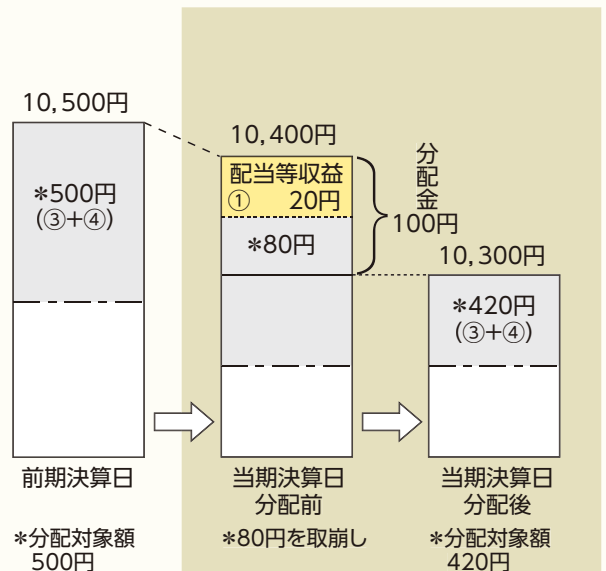 10,500円
*500円
(③+④)
前期決算日
*分配対象額
500円
10,400円
配当等収益
① 20円
*80円
分配金
100円
当期決算日
分配前
*80円を取崩し
10,300円
*420円
(③+④)
当期決算日
分配後
*分配対象額
420円